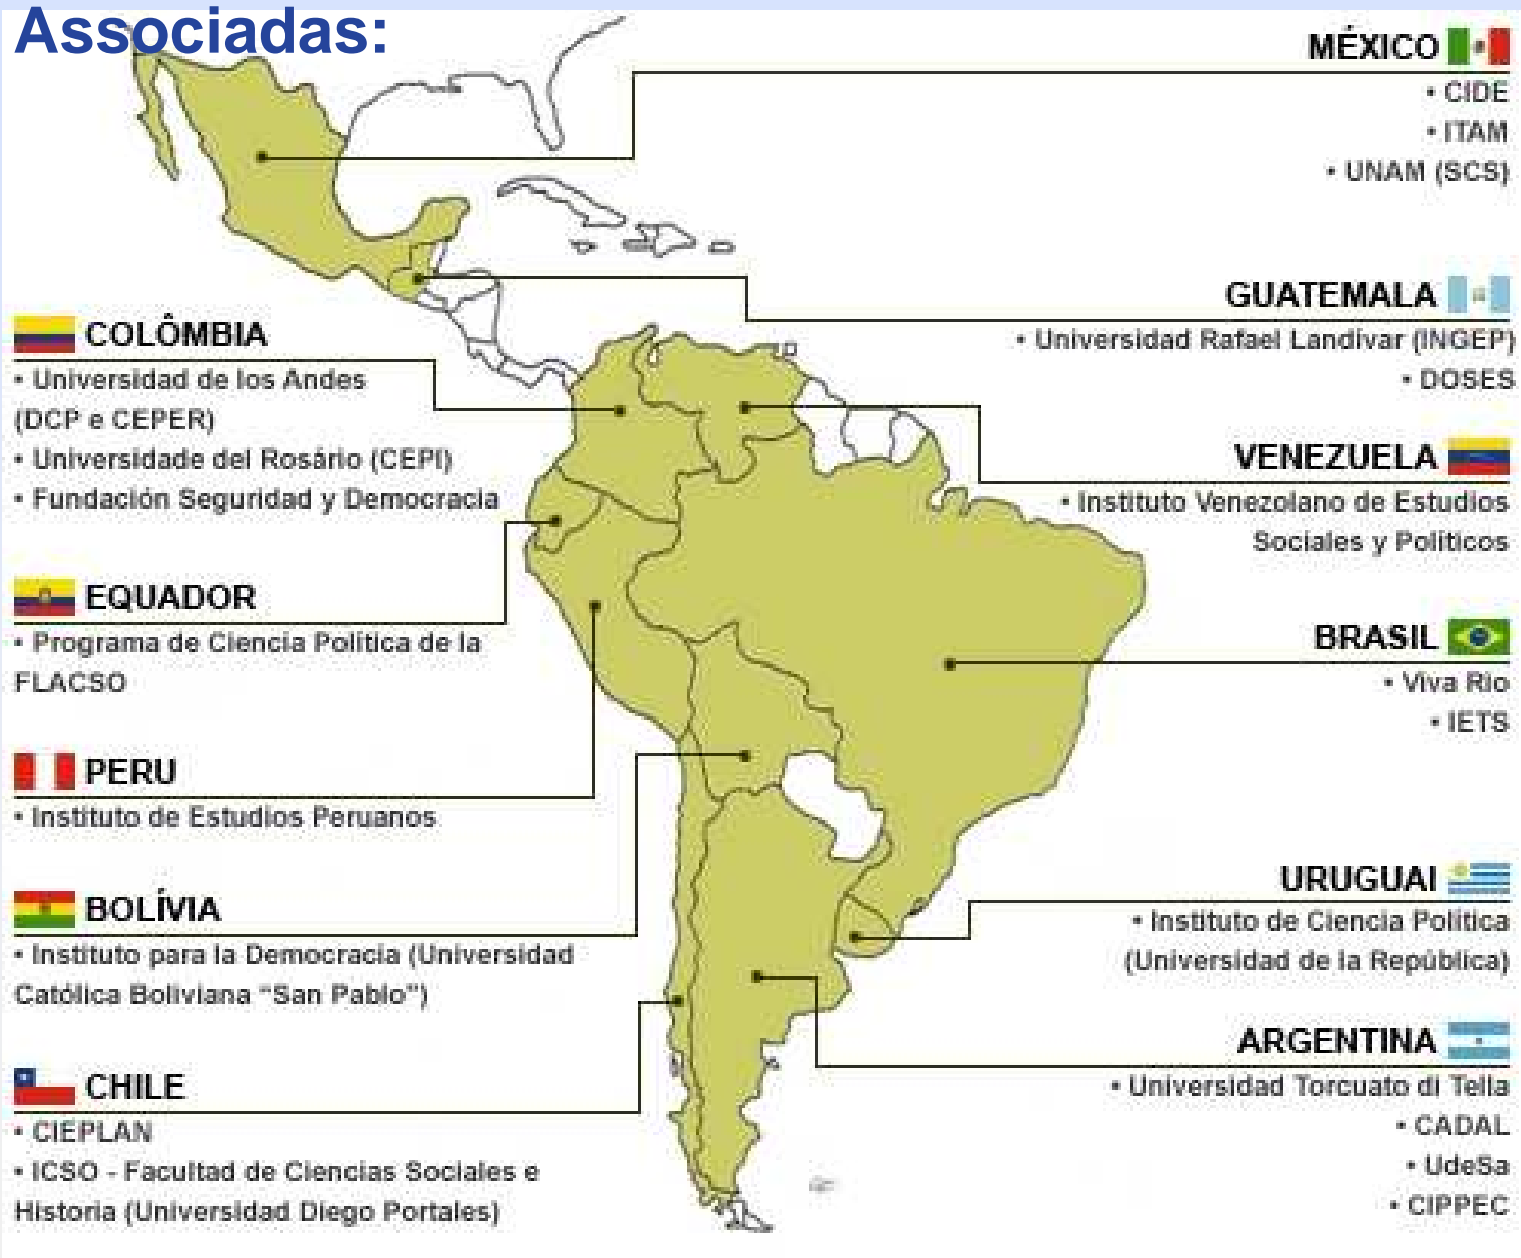 Associadas:
MÉXICO
• CIDE
• ITAM
• UNAM (SCS)
GUATEMALA
• Universidad Rafael Landívar (INGEP)
• DOSES
COLÔMBIA
• Universidad de los Andes
(DCP e CEPER)
• Universidade del Rosário (CEPI)
• Fundación Seguridad y Democracia
VENEZUELA
• Instituto Venezolano de Estudios
Sociales y Políticos
EQUADOR
• Programa de Ciencia Política de la
FLACSO
BRASIL
• Viva Rio
• IETS
PERU
• Instituto de Estudios Peruanos
BOLÍVIA
• Instituto para la Democracia (Universidad
Católica Boliviana "San Pablo")
URUGUAI
• Instituto de Ciencia Política
(Universidad de la República)
CHILE
• CIEPLAN
• ICSO - Facultad de Ciencias Sociales e
Historia (Universidad Diego Portales)
ARGENTINA
• Universidad Torcuato di Tella
• CADAL
• UdeSa
• CIPPEC